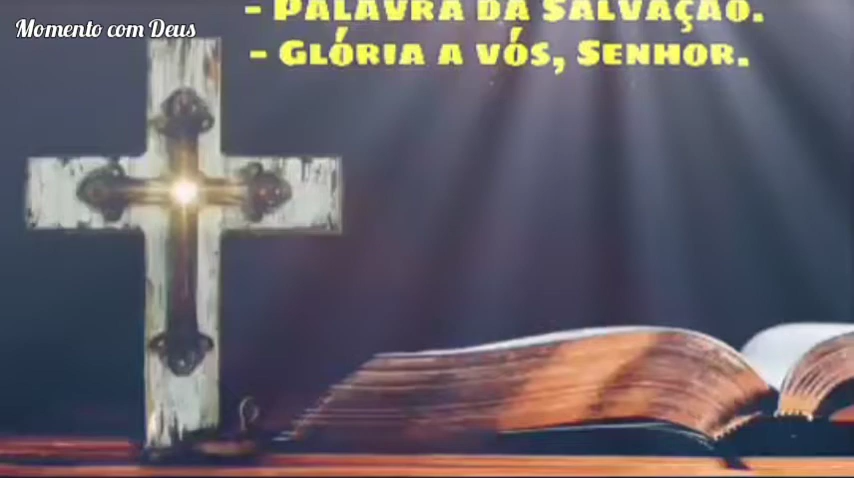 Momento com Deus
- Palavra da Salvação.
- Glória a vós, Senhor.